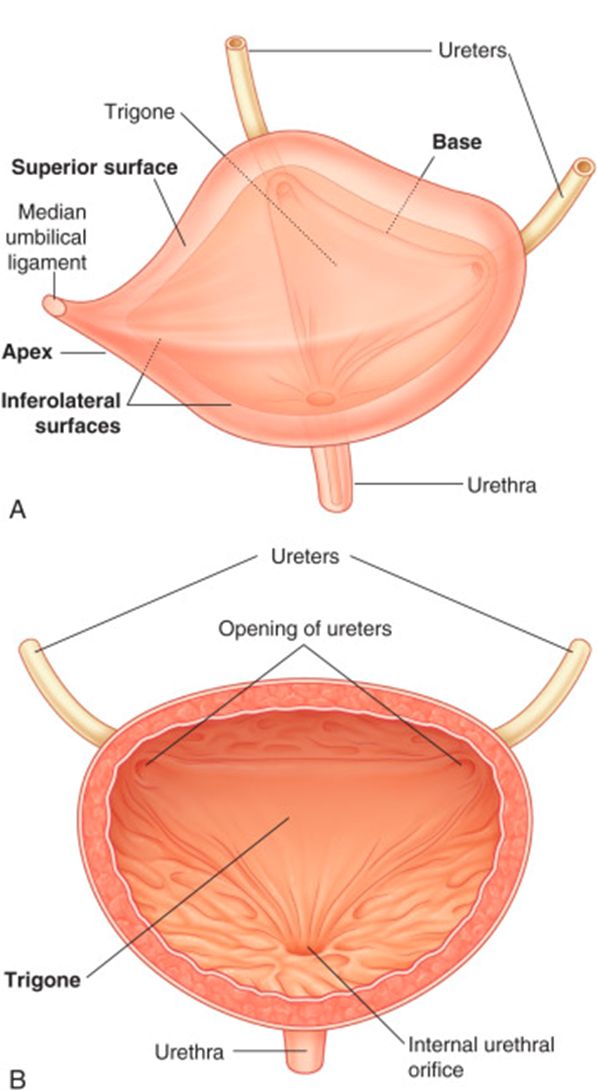 Ureters
Trigone
Base
Superior surface
Median
umbilical
ligament
Apex
Inferolateral
surfaces
Urethra
A
Ureters
Opening of ureters
Trigone
Internal urethral
orifice
Urethra
B